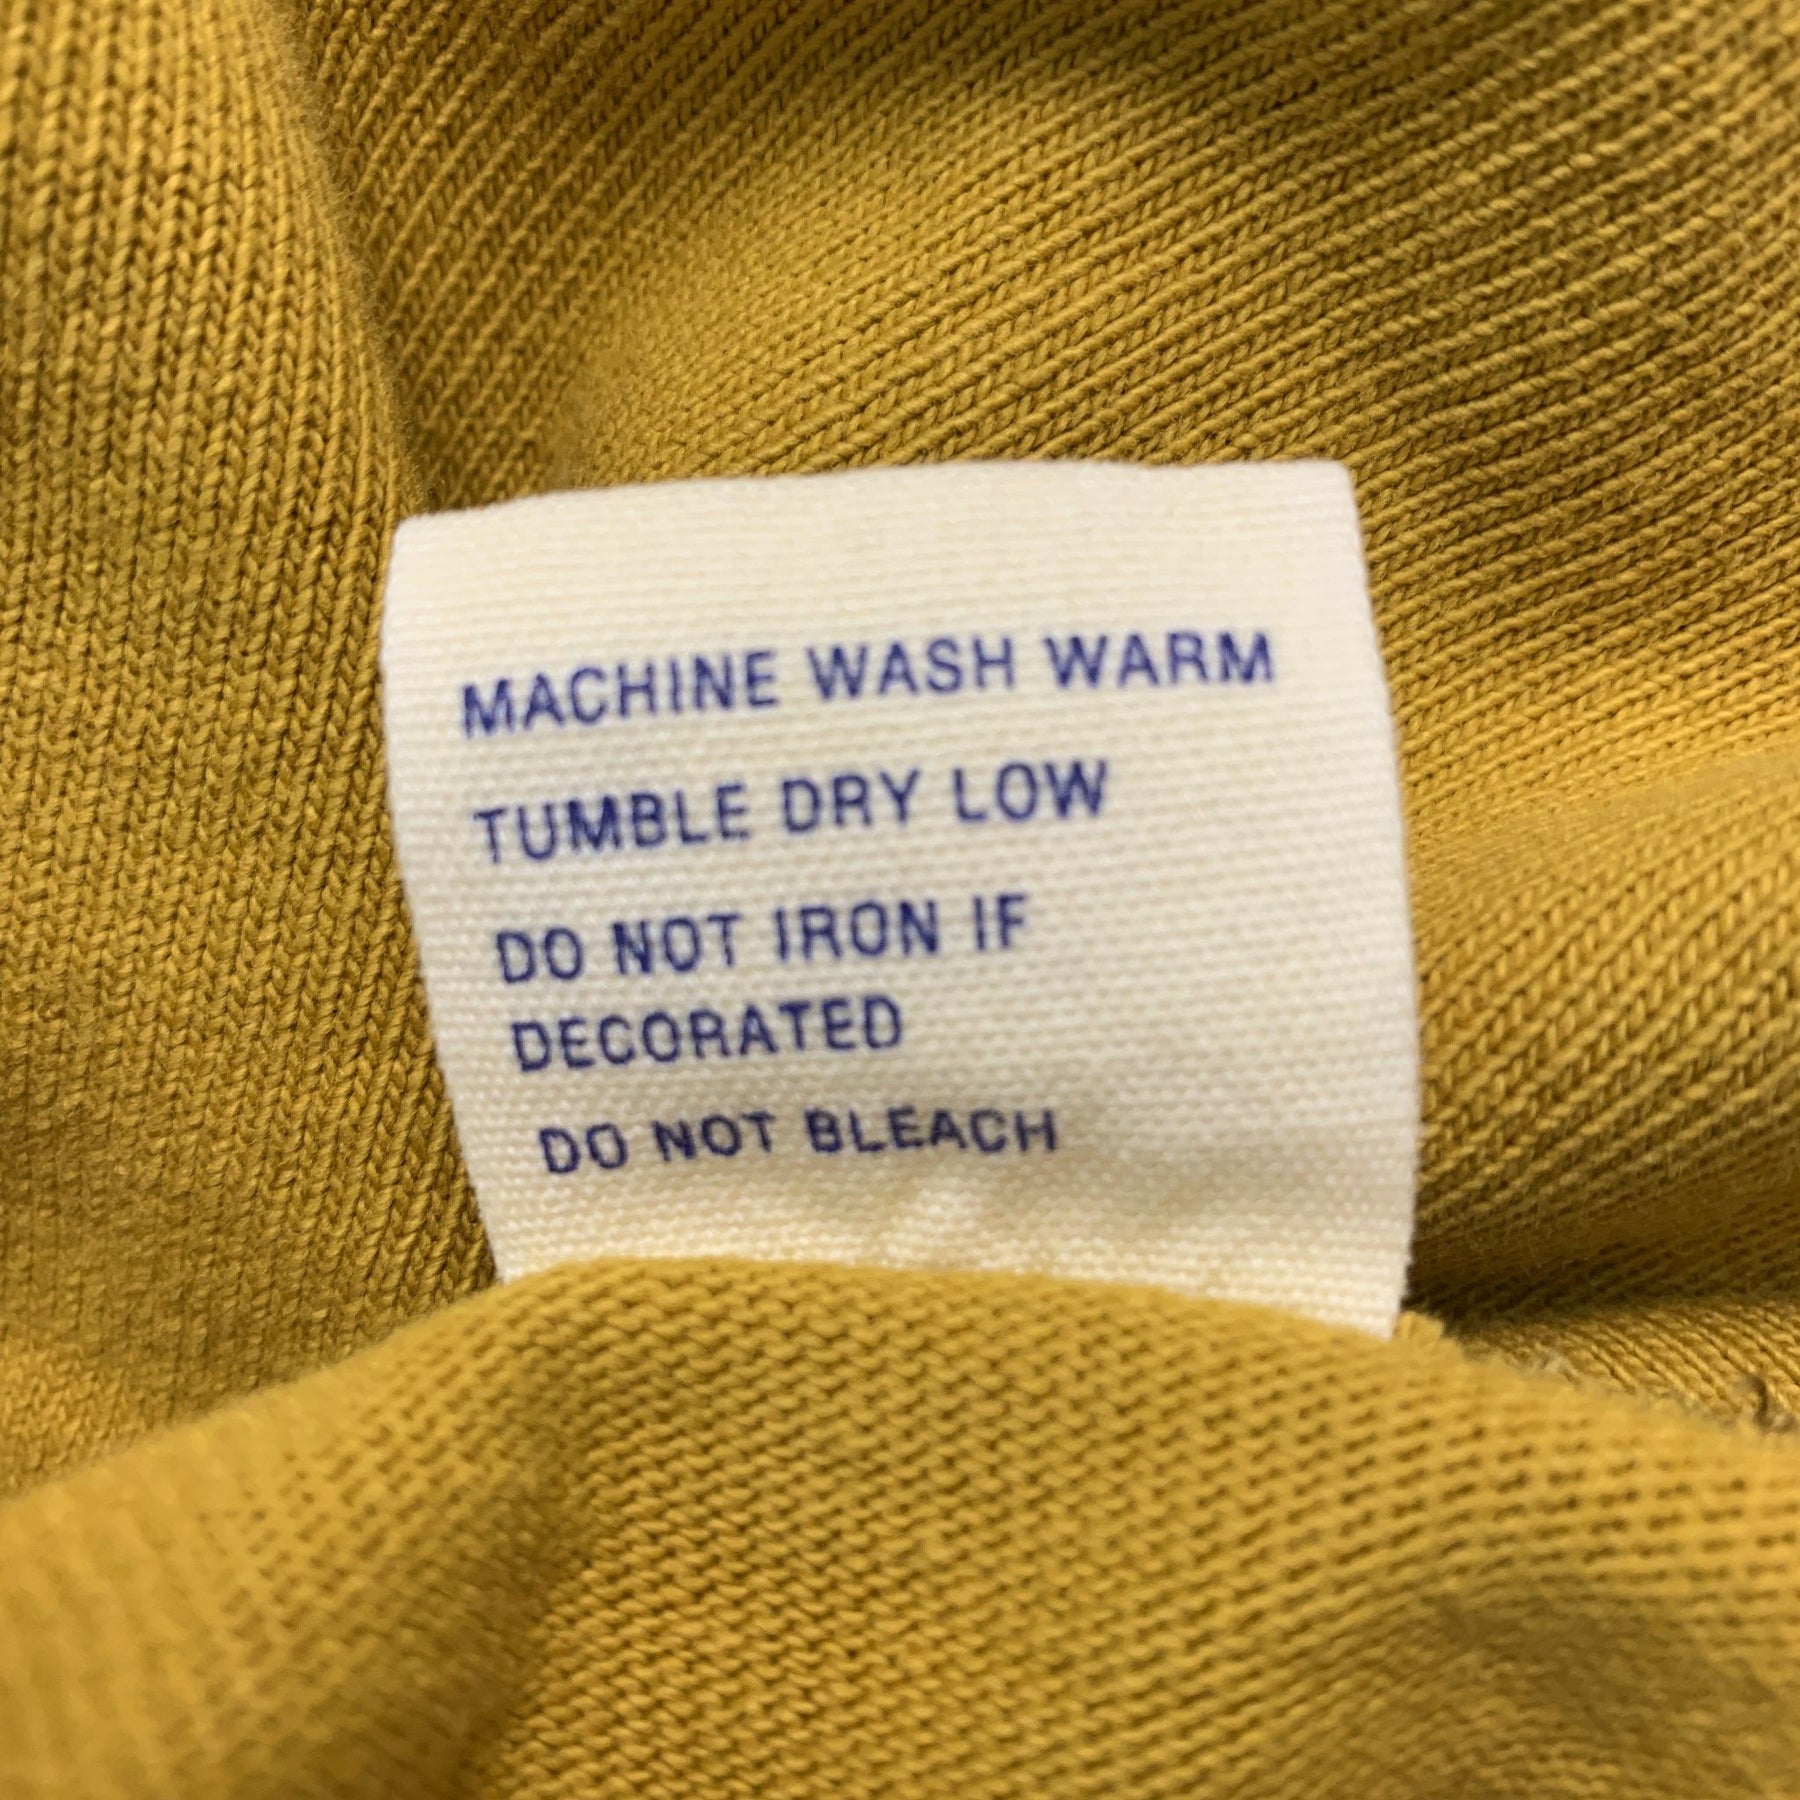 MACHINE WASH WARM
TUMBLE DRY LOW
DO NOT IRON IF
DECORATED
DO NOT BLEACH